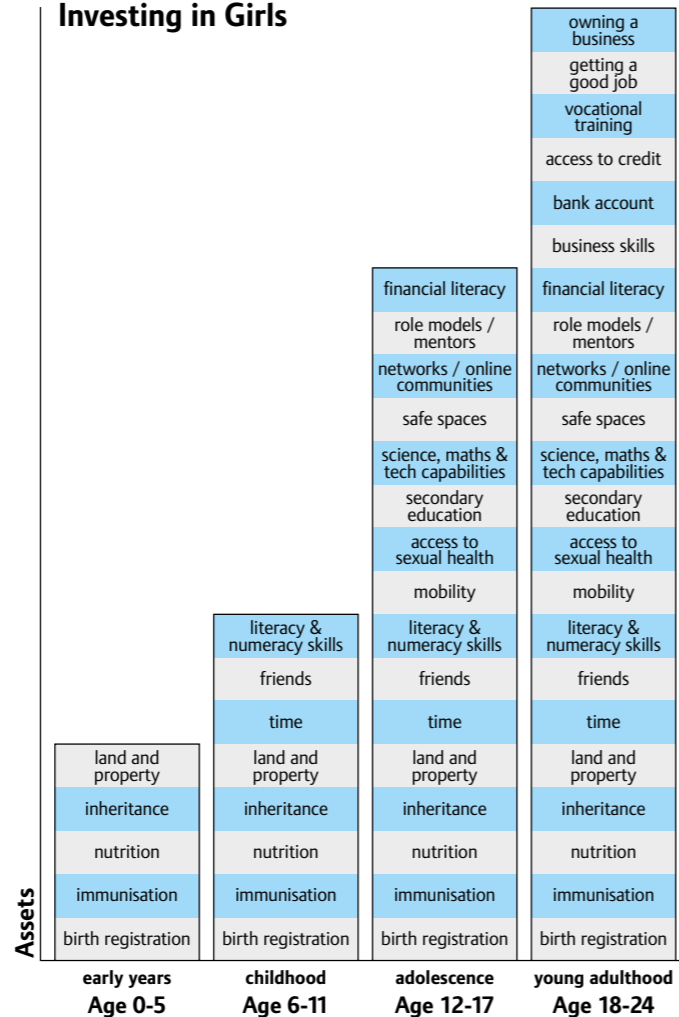 Investing in Girls
Assets
land and
property
inheritance
nutrition
immunisation
birth registration
early years
Age 0-5
literacy &
numeracy skills
friends
time
land and
property
inheritance
nutrition
immunisation
birth registration
childhood
Age 6-11
financial literacy
role models /
mentors
networks / online
communities
safe spaces
science, maths &
tech capabilities
secondary
education
access to
sexual health
mobility
literacy &
numeracy skills
friends
time
land and
property
inheritance
nutrition
immunisation
birth registration
adolescence
Age 12-17
owning a
business
getting a
good job
vocational
training
access to credit
bank account
business skills
financial literacy
role models /
mentors
networks / online
communities
safe spaces
science, maths &
tech capabilities
secondary
education
access to
sexual health
mobility
literacy &
numeracy skills
friends
time
land and
property
inheritance
nutrition
immunisation
birth registration
young adulthood
Age 18-24